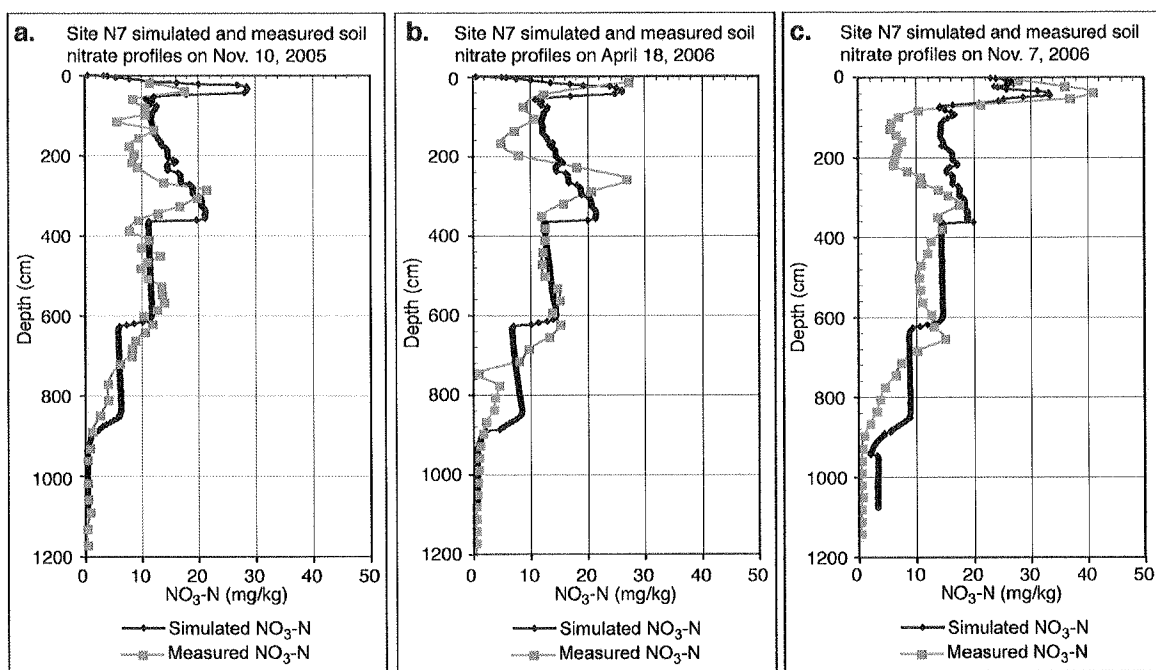 a. Site N7 simulated and measured soil
nitrate profiles on Nov. 10, 2005
0
200
400
600
800
1000
1200
Depth (cm)
0 10 20 30 40 50
NO3-N (mg/kg)
Simulated NO3-N
Measured NO3-N
b. Site N7 simulated and measured soil
nitrate profiles on April 18, 2006
0
200
400
600
800
1000
1200
Depth (cm)
0 10 20 30 40 50
NO3-N (mg/kg)
Simulated NO3-N
Measured NO3-N
c. Site N7 simulated and measured soil
nitrate profiles on Nov. 7, 2006
0
200
400
600
800
1000
1200
Depth (cm)
0 10 20 30 40 50
NO3-N (mg/kg)
Simulated NO3-N
Measured NO3-N